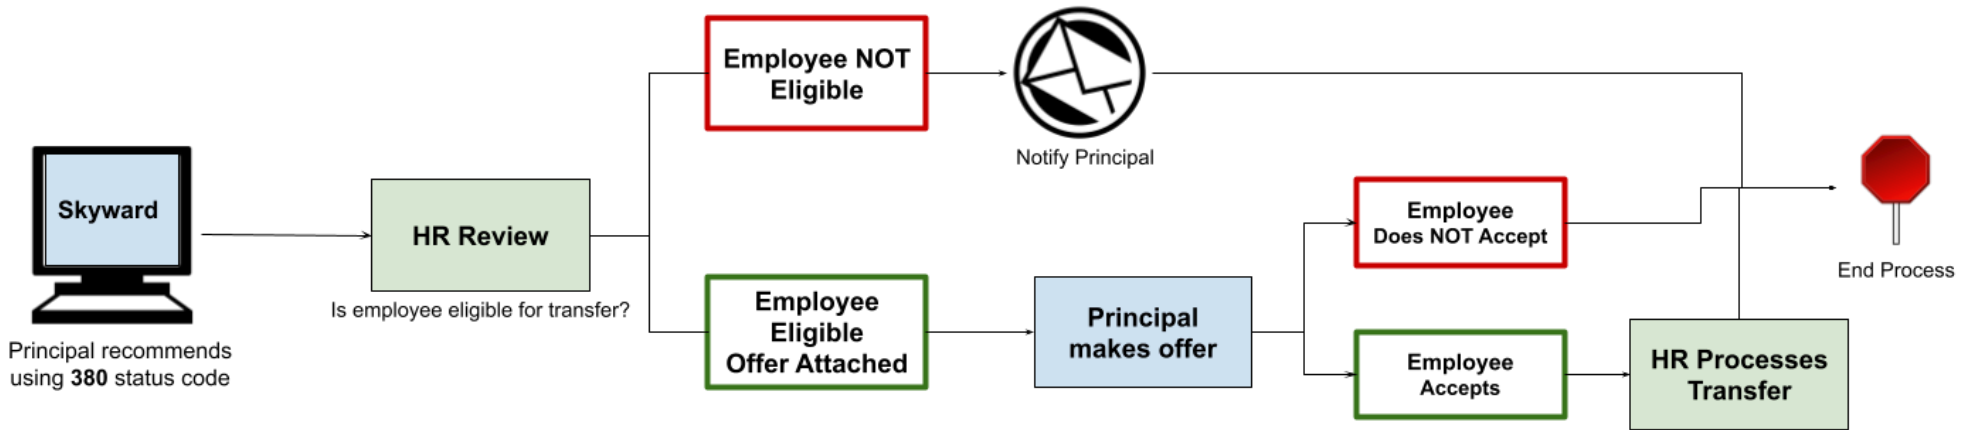 Skyward
Principal recommends
using 380 status code
HR Review
Is employee eligible for transfer?
Employee NOT
Eligible
Notify Principal
Employee
Eligible
Offer Attached
Principal
makes offer
Employee
Does NOT Accept
Employee
Accepts
HR Processes
Transfer
End Process